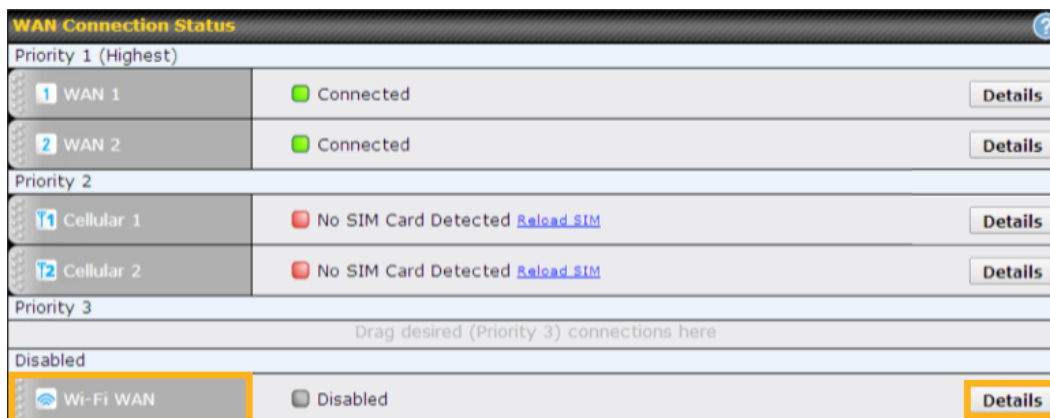 WAN Connection Status ?
Priority 1 (Highest)
1 WAN 1 Connected Details
2 WAN 2 Connected Details
Priority 2
1 Cellular 1 No SIM Card Detected Reload SIM Details
2 Cellular 2 No SIM Card Detected Reload SIM Details
Priority 3
Drag desired (Priority 3) connections here
Disabled
Wi-Fi WAN Disabled Details